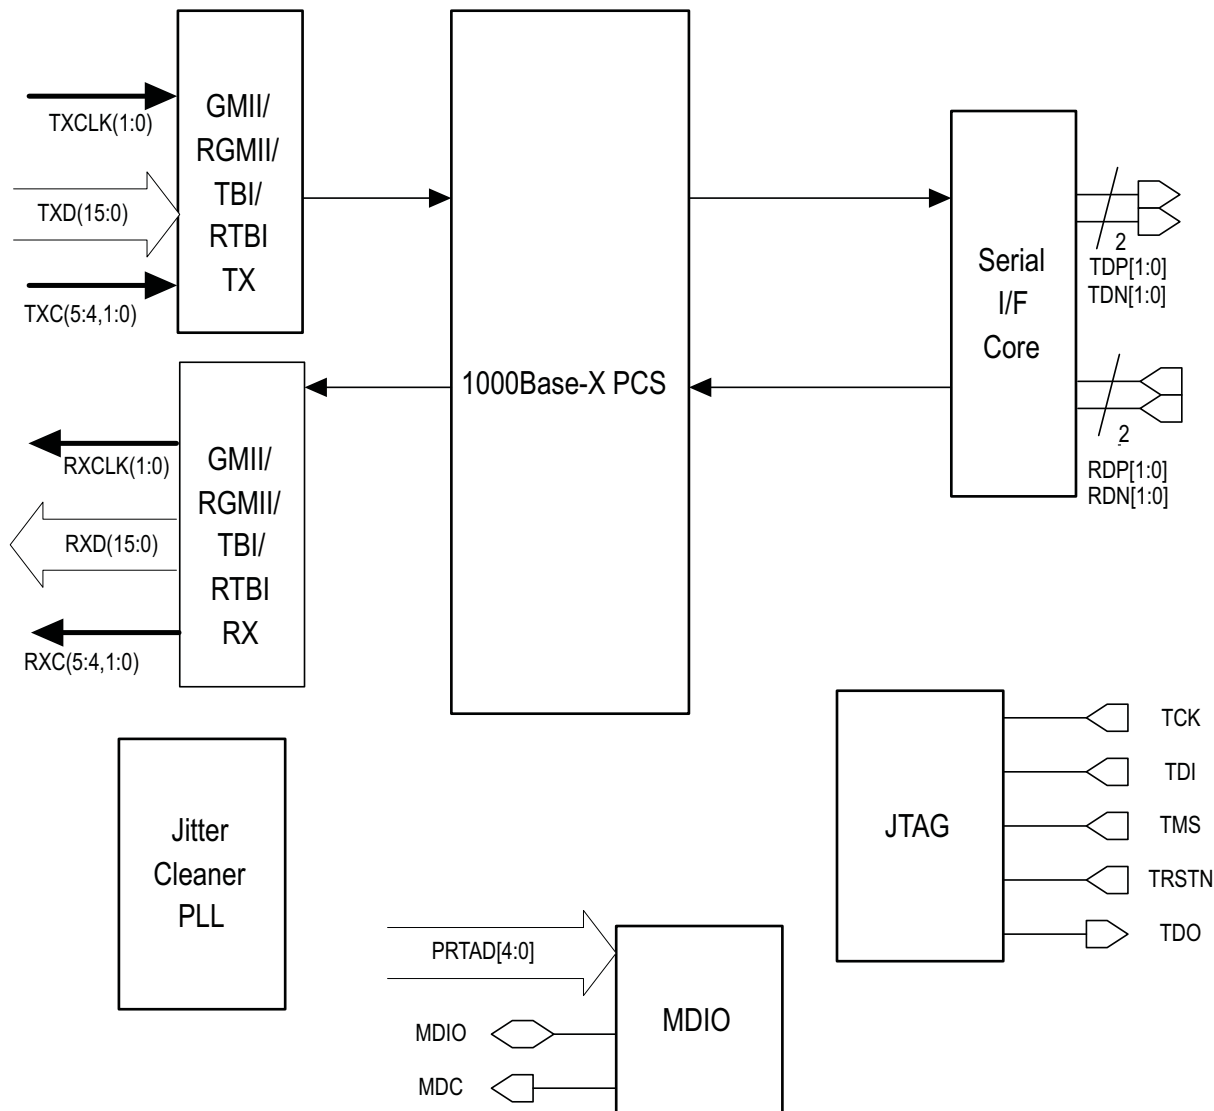 TXCLK(1:0)
TXD(15:0)
TXC(5:4,1:0)
GMII/
RGMII/
TBI/
RTBI
TX
RXCLK(1:0)
RXD(15:0)
RXC(5:4,1:0)
GMII/
RGMII/
TBI/
RTBI
RX
1000Base-X PCS
Serial
I/F
Core
2
TDP[1:0]
TDN[1:0]
2
RDP[1:0]
RDN[1:0]
Jitter
Cleaner
PLL
PRTAD[4:0]
MDIO
MDC
MDIO
JTAG
TCK
TDI
TMS
TRSTN
TDO